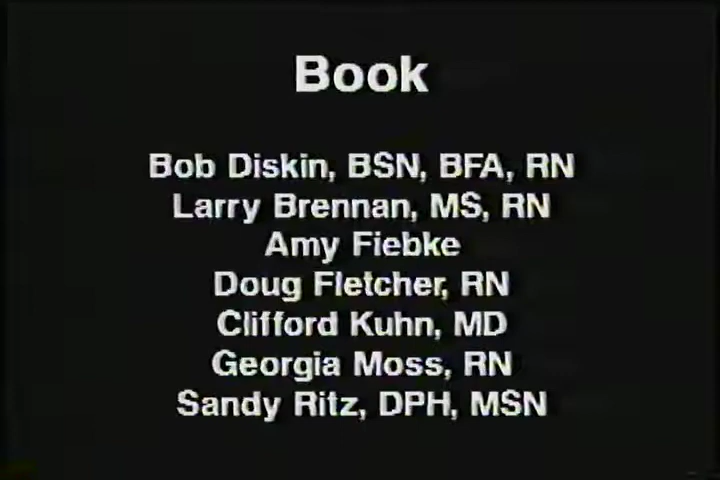 Book
Bob Diskin, BSN, BFA, RN
Larry Brennan, MS, RN
Amy Fiebke
Doug Fletcher, RN
Clifford Kuhn, MD
Georgia Moss, RN
Sandy Ritz, DPH, MSN